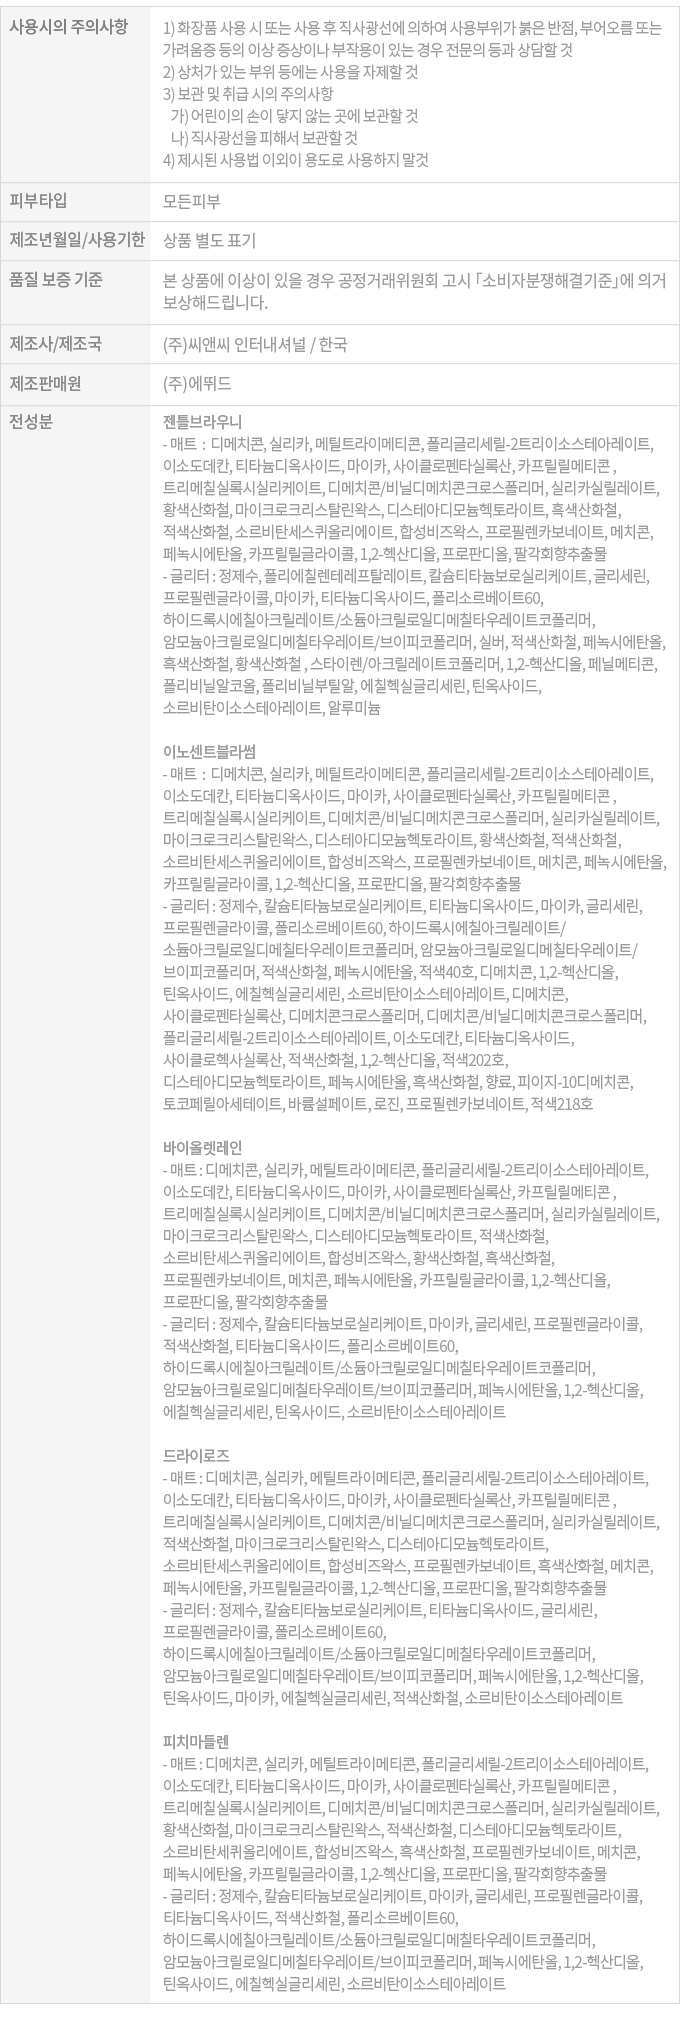 사용시의 주의사항
1) 화장품 사용 시 또는 사용 후 직사광선에 의하여 사용부위가 붉은 반점, 부어오름 또는
가려움증 등의 이상 증상이나 부작용이 있는 경우 전문의 등과 상담할 것
2) 상처가 있는 부위 등에는 사용을 자제할 것
3) 보관 및 취급 시의 주의사항
가) 어린이의 손이 닿지 않는 곳에 보관할 것
나) 직사광선을 피해서 보관할 것
4) 제시된 사용법 이외이 용도로 사용하지 말것
피부타입
모든피부
제조년월일/사용기한
상품 별도 표기
품질 보증 기준
본 상품에 이상이 있을 경우 공정거래위원회 고시 「소비자분쟁해결기준」에 의거
보상해드립니다.
제조사/제조국
(주)씨앤씨 인터내셔널 / 한국
제조판매원
(주)에뛰드
전성분
젠틀브라우니
- 매트 : 디메치콘, 실리카, 메틸트라이메티콘, 폴리글리세릴-2트리이소스테아레이트,
이소도데칸, 티타늄디옥사이드, 마이카, 사이클로펜타실록산, 카프릴릴메티콘 ,
트리메칠실록시실리케이트, 디메치콘/비닐디메치콘크로스폴리머, 실리카실릴레이트,
황색산화철, 마이크로크리스탈린왁스, 디스테아디모늄헥토라이트, 흑색산화철,
적색산화철, 소르비탄세스퀴올리에이트, 합성비즈왁스, 프로필렌카보네이트, 메치콘,
페녹시에탄올, 카프릴릴글라이콜, 1,2-헥산디올, 프로판디올, 팔각회향추출물
- 글리터 : 정제수, 폴리에칠렌테레프탈레이트, 칼슘티타늄보로실리케이트, 글리세린,
프로필렌글라이콜, 마이카, 티타늄디옥사이드, 폴리소르베이트60,
하이드록시에칠아크릴레이트/소듐아크릴로일디메칠타우레이트코폴리머,
암모늄아크릴로일디메칠타우레이트/브이피코폴리머, 실버, 적색산화철, 페녹시에탄올,
흑색산화철, 황색산화철 , 스타이렌/아크릴레이트코폴리머, 1,2-헥산디올, 페닐메티콘,
폴리비닐알코올, 폴리비닐부틸알, 에칠헥실글리세린, 틴옥사이드,
소르비탄이소스테아레이트, 알루미늄
이노센트블라썸
- 매트 : 디메치콘, 실리카, 메틸트라이메티콘, 폴리글리세릴-2트리이소스테아레이트,
이소도데칸, 티타늄디옥사이드, 마이카, 사이클로펜타실록산, 카프릴릴메티콘 ,
트리메칠실록시실리케이트, 디메치콘/비닐디메치콘크로스폴리머, 실리카실릴레이트,
마이크로크리스탈린왁스, 디스테아디모늄헥토라이트, 황색산화철, 적색산화철,
소르비탄세스퀴올리에이트, 합성비즈왁스, 프로필렌카보네이트, 메치콘, 페녹시에탄올,
카프릴릴글라이콜, 1,2-헥산디올, 프로판디올, 팔각회향추출물
- 글리터 : 정제수, 칼슘티타늄보로실리케이트, 티타늄디옥사이드, 마이카, 글리세린,
프로필렌글라이콜, 폴리소르베이트60, 하이드록시에칠아크릴레이트/
소듐아크릴로일디메칠타우레이트코폴리머, 암모늄아크릴로일디메칠타우레이트/
브이피코폴리머, 적색산화철, 페녹시에탄올, 적색40호, 디메치콘, 1,2-헥산디올,
틴옥사이드, 에칠헥실글리세린, 소르비탄이소스테아레이트, 디메치콘,
사이클로펜타실록산, 디메치콘크로스폴리머, 디메치콘/비닐디메치콘크로스폴리머,
폴리글리세릴-2트리이소스테아레이트, 이소도데칸, 티타늄디옥사이드,
사이클로헥사실록산, 적색산화철, 1,2-헥산디올, 적색202호,
디스테아디모늄헥토라이트, 페녹시에탄올, 흑색산화철, 향료, 피이지-10디메치콘,
토코페릴아세테이트, 바륨설페이트, 로진, 프로필렌카보네이트, 적색218호
바이올렛레인
- 매트 : 디메치콘, 실리카, 메틸트라이메티콘, 폴리글리세릴-2트리이소스테아레이트,
이소도데칸, 티타늄디옥사이드, 마이카, 사이클로펜타실록산, 카프릴릴메티콘 ,
트리메칠실록시실리케이트, 디메치콘/비닐디메치콘크로스폴리머, 실리카실릴레이트,
마이크로크리스탈린왁스, 디스테아디모늄헥토라이트, 적색산화철,
소르비탄세스퀴올리에이트, 합성비즈왁스, 황색산화철, 흑색산화철,
프로필렌카보네이트, 메치콘, 페녹시에탄올, 카프릴릴글라이콜, 1,2-헥산디올,
프로판디올, 팔각회향추출물
- 글리터 : 정제수, 칼슘티타늄보로실리케이트, 마이카, 글리세린, 프로필렌글라이콜,
적색산화철, 티타늄디옥사이드, 폴리소르베이트60,
하이드록시에칠아크릴레이트/소듐아크릴로일디메칠타우레이트코폴리머,
암모늄아크릴로일디메칠타우레이트/브이피코폴리머, 페녹시에탄올, 1,2-헥산디올,
에칠헥실글리세린, 틴옥사이드, 소르비탄이소스테아레이트
드라이로즈
- 매트 : 디메치콘, 실리카, 메틸트라이메티콘, 폴리글리세릴-2트리이소스테아레이트,
이소도데칸, 티타늄디옥사이드, 마이카, 사이클로펜타실록산, 카프릴릴메티콘 ,
트리메칠실록시실리케이트, 디메치콘/비닐디메치콘크로스폴리머, 실리카실릴레이트,
적색산화철, 마이크로크리스탈린왁스, 디스테아디모늄헥토라이트,
소르비탄세스퀴올리에이트, 합성비즈왁스, 프로필렌카보네이트, 흑색산화철, 메치콘,
페녹시에탄올, 카프릴릴글라이콜, 1,2-헥산디올, 프로판디올, 팔각회향추출물
- 글리터 : 정제수, 칼슘티타늄보로실리케이트, 티타늄디옥사이드, 글리세린,
프로필렌글라이콜, 폴리소르베이트60,
하이드록시에칠아크릴레이트/소듐아크릴로일디메칠타우레이트코폴리머,
암모늄아크릴로일디메칠타우레이트/브이피코폴리머, 페녹시에탄올, 1,2-헥산디올,
틴옥사이드, 마이카, 에칠헥실글리세린, 적색산화철, 소르비탄이소스테아레이트
피치마들렌
- 매트 : 디메치콘, 실리카, 메틸트라이메티콘, 폴리글리세릴-2트리이소스테아레이트,
이소도데칸, 티타늄디옥사이드, 마이카, 사이클로펜타실록산, 카프릴릴메티콘 ,
트리메칠실록시실리케이트, 디메치콘/비닐디메치콘크로스폴리머, 실리카실릴레이트,
황색산화철, 마이크로크리스탈린왁스, 적색산화철, 디스테아디모늄헥토라이트,
소르비탄세퀴올리에이트, 합성비즈왁스, 흑색산화철, 프로필렌카보네이트, 메치콘,
페녹시에탄올, 카프릴릴글라이콜, 1,2-헥산디올, 프로판디올, 팔각회향추출물
- 글리터 : 정제수, 칼슘티타늄보로실리케이트, 마이카, 글리세린, 프로필렌글라이콜,
티타늄디옥사이드, 적색산화철, 폴리소르베이트60,
하이드록시에칠아크릴레이트/소듐아크릴로일디메칠타우레이트코폴리머,
암모늄아크릴로일디메칠타우레이트/브이피코폴리머, 페녹시에탄올, 1,2-헥산디올,
틴옥사이드, 에칠헥실글리세린, 소르비탄이소스테아레이트